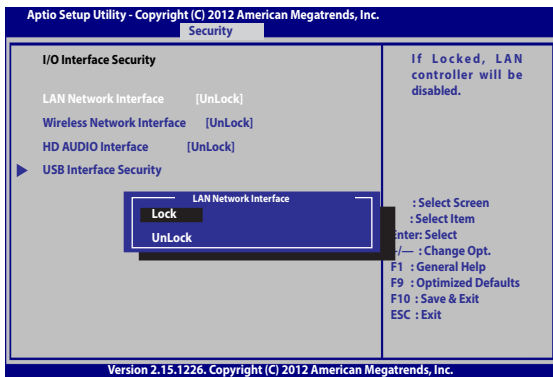 Aptio Setup Utility - Copyright (C) 2012 American Megatrends, Inc.
Security
I/O Interface Security
LAN Network Interface [UnLock]
Wireless Network Interface [UnLock]
HD AUDIO Interface [UnLock]
USB Interface Security
LAN Network Interface
Lock
UnLock
If Locked, LAN
controller will be
disabled.
: Select Screen
: Select Item
Enter: Select
/— : Change Opt.
F1 : General Help
F9 : Optimized Defaults
F10 : Save & Exit
ESC : Exit
Version 2.15.1226. Copyright (C) 2012 American Megatrends, Inc.